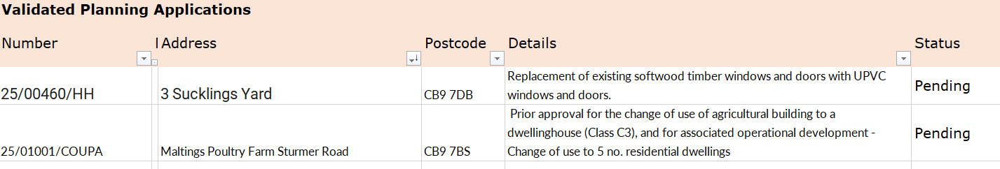 Validated Planning Applications
Number I Address Postcode Details Status
25/00460/HH 3 Sucklings Yard CB9 7DB Replacement of existing softwood timber windows and doors with UPVC
windows and doors. Pending
25/01001/COUPA Maltings Poultry Farm Sturmer Road CB9 7BS Prior approval for the change of use of agricultural building to a
dwellinghouse (Class C3), and for associated operational development -
Change of use to 5 no. residential dwellings Pending